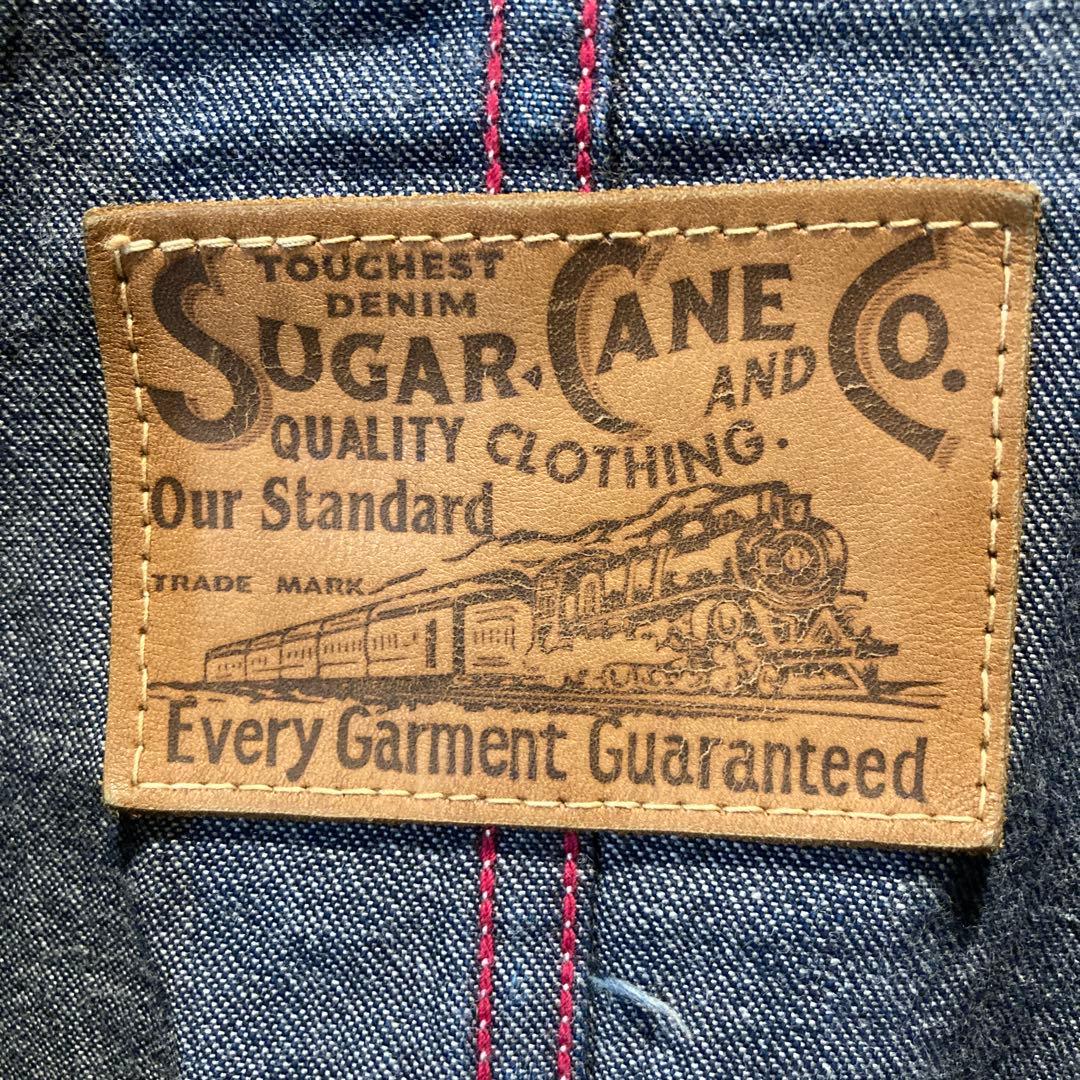 TOUGHEST
DENIM
SUGAR CANE CO.
AND
QUALITY CLOTHING.
Our Standard
TRADE MARK
Every Garment Guaranteed